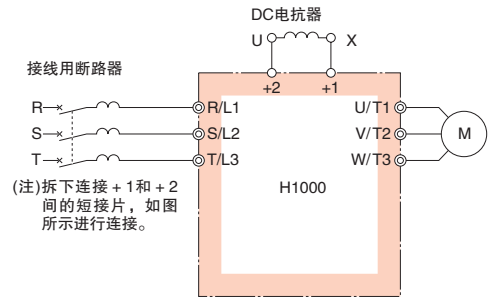 DC电抗器
U X
接线用断路器
+2 +1
R R/L1 U/T1
S S/L2 V/T2 M
T T/L3 W/T3
H1000
(注)拆下连接+1和+2
间的短接片，如图
所示进行连接。